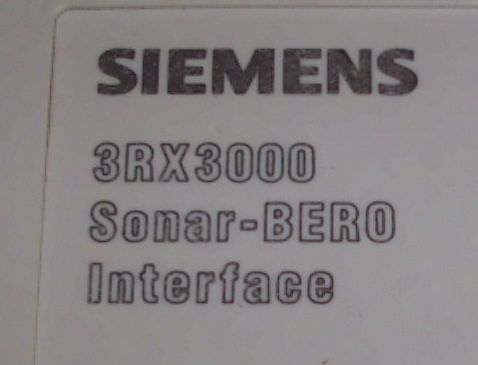 SIEMENS
3RX3000
Sonar-BERO
Interface